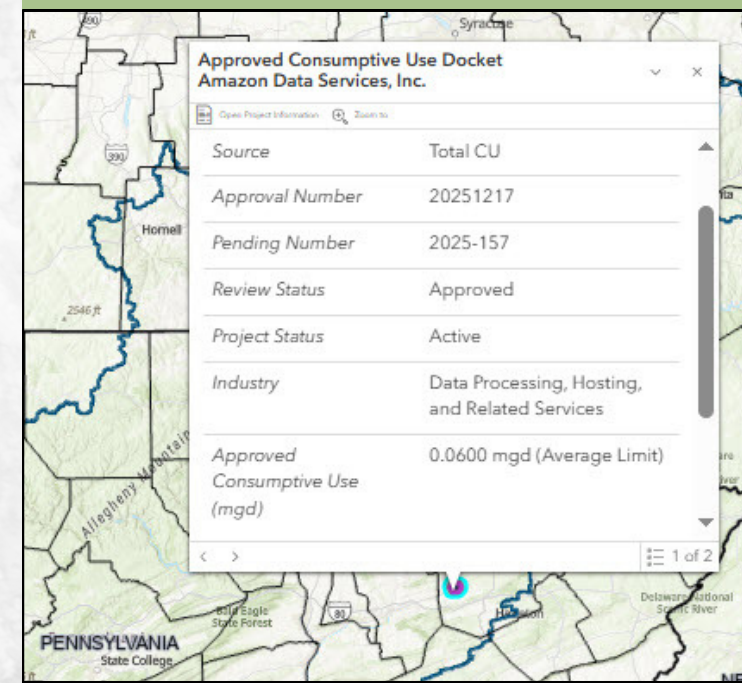 Syracuse
Approved Consumptive Use Docket
Amazon Data Services, Inc.
Open Project Information Zoom to
Source Total CU
Approval Number 20251217
Pending Number 2025-157
Review Status Approved
Project Status Active
Industry Data Processing, Hosting,
and Related Services
Approved 0.0600 mgd (Average Limit)
Consumptive Use
(mgd)
1 of 2
390
Hornell
2546 ft
Allegheny Mountain
Bald Eagle
State Forest
80
Delaware National
Scenic River
PENNSYLVANIA
State College